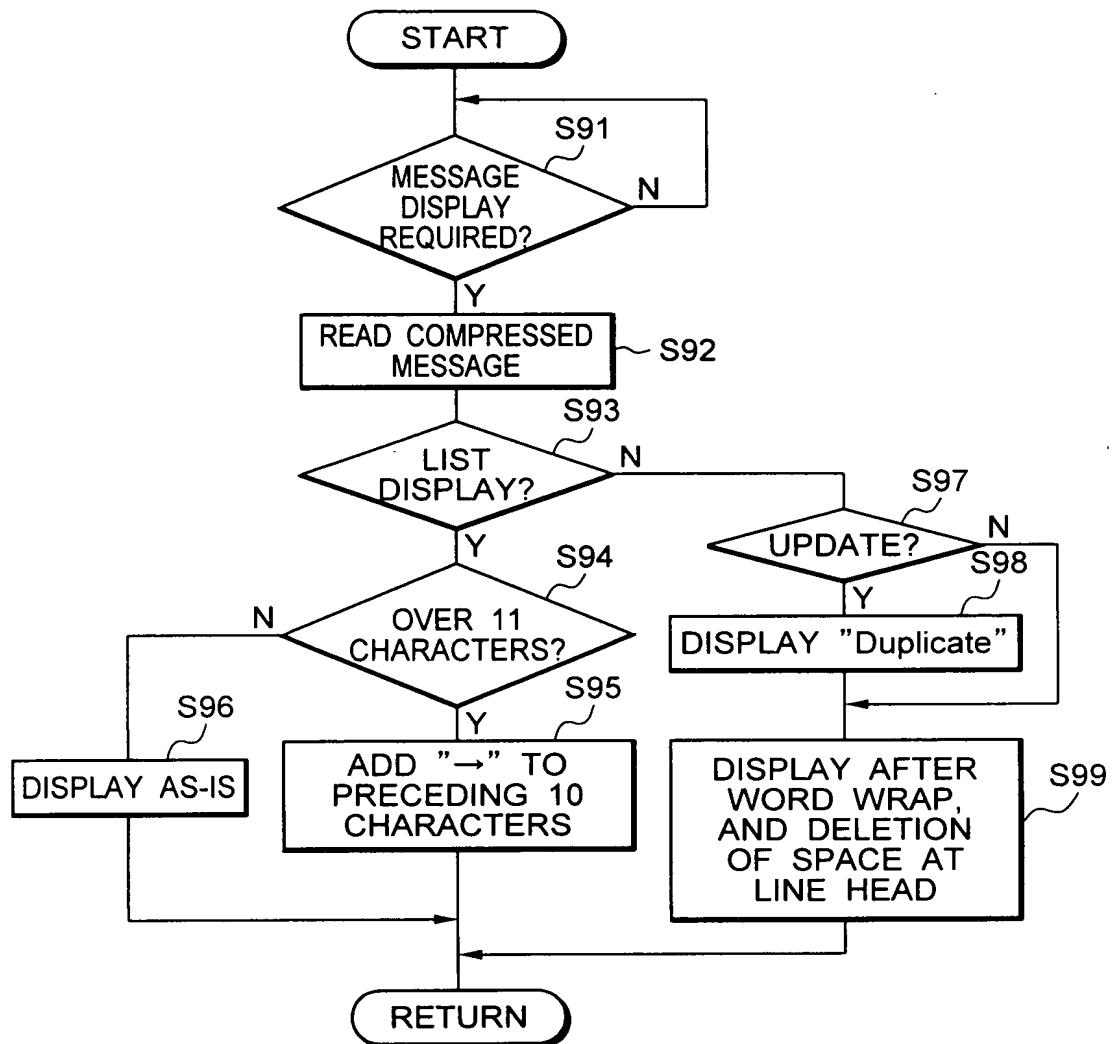 START
S91
MESSAGE
DISPLAY
REQUIRED?
N
Y
READ COMPRESSED
MESSAGE
S92
S93
LIST
DISPLAY?
N
Y
S97
UPDATE?
N
Y
S98
DISPLAY "Duplicate"
S94
OVER 11
CHARACTERS?
N
Y
S96
DISPLAY AS-IS
S95
ADD "→" TO
PRECEDING 10
CHARACTERS
S99
DISPLAY AFTER
WORD WRAP,
AND DELETION
OF SPACE AT
LINE HEAD
RETURN